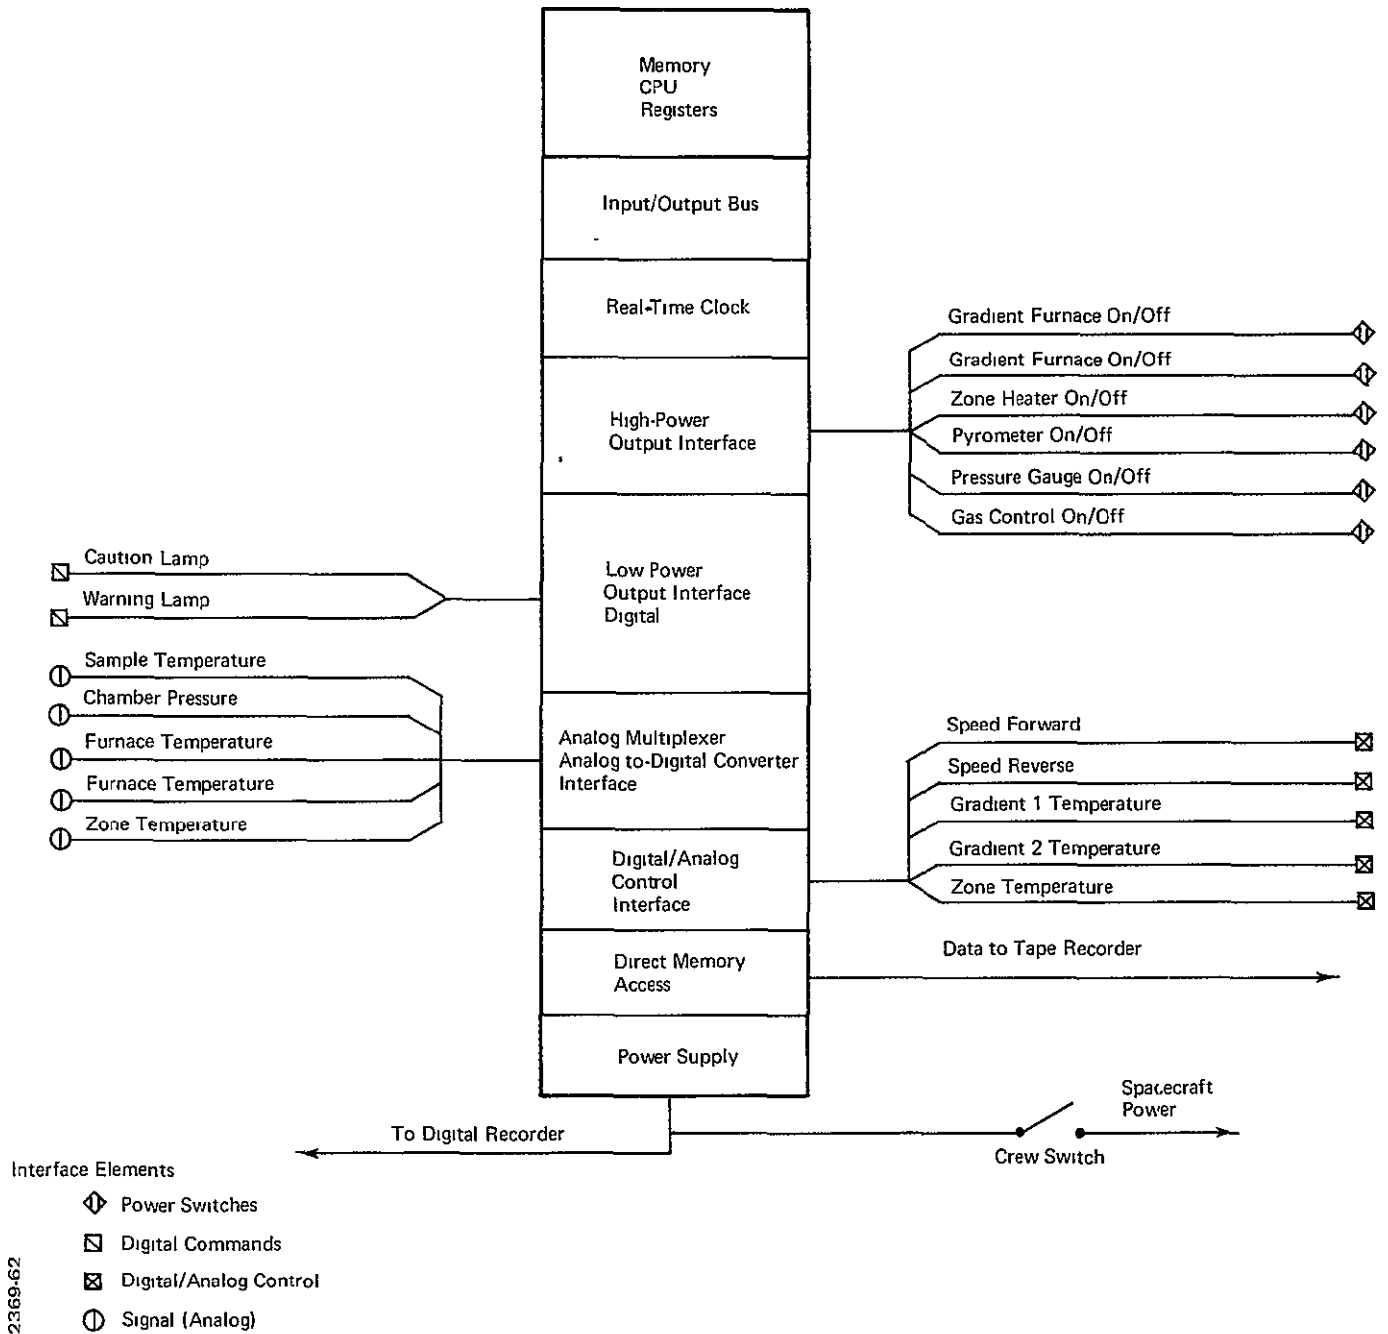 Memory
CPU
Registers
Input/Output Bus
Real-Time Clock
High-Power
Output Interface
Low Power
Output Interface
Digital
Analog Multiplexer
Analog to-Digital Converter
Interface
Digital/Analog
Control
Interface
Direct Memory
Access
Power Supply
Gradient Furnace On/Off
Gradient Furnace On/Off
Zone Heater On/Off
Pyrometer On/Off
Pressure Gauge On/Off
Gas Control On/Off
Caution Lamp
Warning Lamp
Sample Temperature
Chamber Pressure
Furnace Temperature
Furnace Temperature
Zone Temperature
Speed Forward
Speed Reverse
Gradient 1 Temperature
Gradient 2 Temperature
Zone Temperature
Data to Tape Recorder
Spacecraft
Power
Crew Switch
To Digital Recorder
Interface Elements
Power Switches
Digital Commands
Digital/Analog Control
Signal (Analog)
2369-62